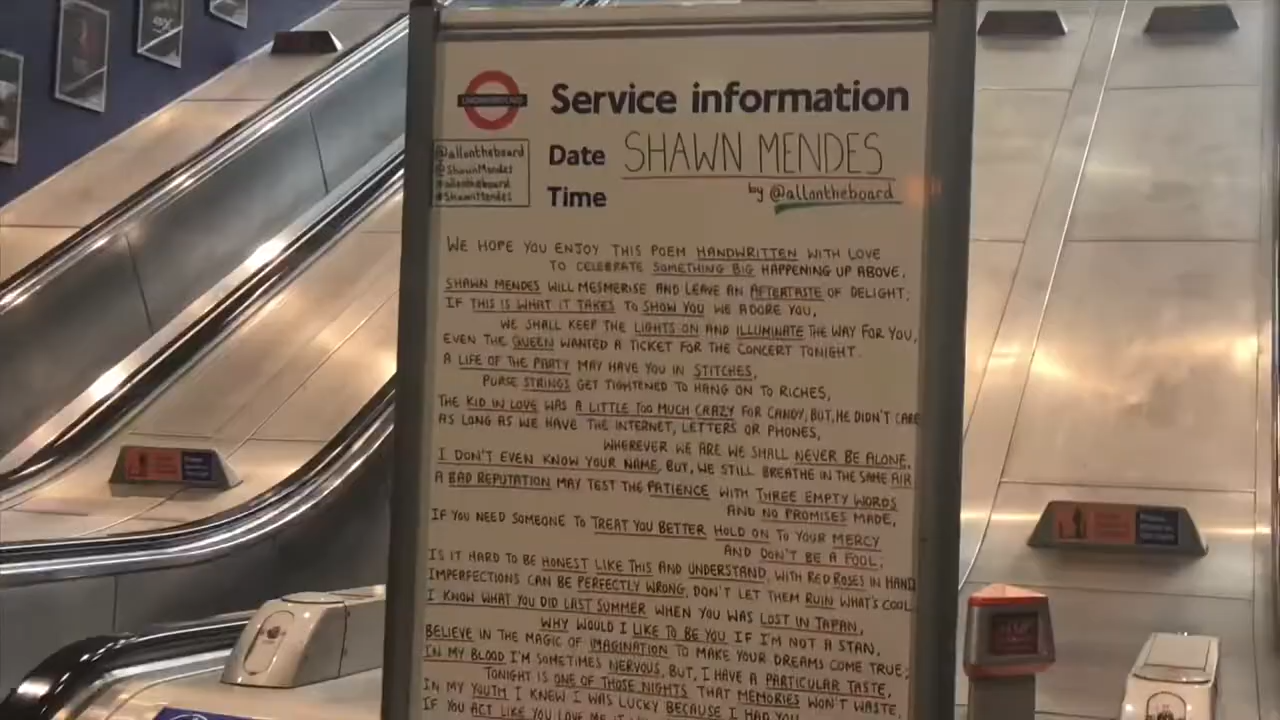 UNDERGROUND
Service information
Date SHAWN MENDES
Time
by @allontheboard
@allontheboard
@ShawnMendes
#allontheboard
#ShawnMendes
WE HOPE YOU ENJOY THIS POEM HANDWRITTEN WITH LOVE
TO CELEBRATE SOMETHING BIG HAPPENING UP ABOVE,
SHAWN MENDES WILL MESMERISE AND LEAVE AN AFTERTASTE OF DELIGHT;
IF THIS IS WHAT IT TAKES TO SHOW YOU WE ADORE YOU,
WE SHALL KEEP THE LIGHTS ON AND ILLUMINATE THE WAY FOR YOU,
EVEN THE QUEEN WANTED A TICKET FOR THE CONCERT TONIGHT.
A LIFE OF THE PARTY MAY HAVE YOU IN STITCHES,
PURSE STRINGS GET TIGHTENED TO HANG ON TO RICHES,
THE KID IN LOVE WAS A LITTLE TOO MUCH CRAZY FOR CANDY, BUT, HE DIDN'T CARE
AS LONG AS WE HAVE THE INTERNET, LETTERS OR PHONES,
WHEREVER WE ARE WE SHALL NEVER BE ALONE,
I DON'T EVEN KNOW YOUR NAME, BUT, WE STILL BREATHE IN THE SAME AIR
A BAD REPUTATION MAY TEST THE PATIENCE WITH THREE EMPTY WORDS
AND NO PROMISES MADE,
IF YOU NEED SOMEONE TO TREAT YOU BETTER HOLD ON TO YOUR MERCY
AND DON'T BE A FOOL;
IS IT HARD TO BE HONEST LIKE THIS AND UNDERSTAND, WITH RED ROSES IN HAND
IMPERFECTIONS CAN BE PERFECTLY WRONG, DON'T LET THEM RUIN WHAT'S COOL
I KNOW WHAT YOU DID LAST SUMMER WHEN YOU WAS LOST IN JAPAN,
WHY WOULD I LIKE TO BE YOU IF I'M NOT A STAN,
BELIEVE IN THE MAGIC OF IMAGINATION TO MAKE YOUR DREAMS COME TRUE;
IN MY BLOOD I'M SOMETIMES NERVOUS, BUT, I HAVE A PARTICULAR TASTE,
TONIGHT IS ONE OF THOSE NIGHTS THAT MEMORIES WON'T WASTE,
IN MY YOUTH I KNEW I WAS LUCKY BECAUSE I HAD YOU
IF YOU ACT LIKE YOU LOVE ME